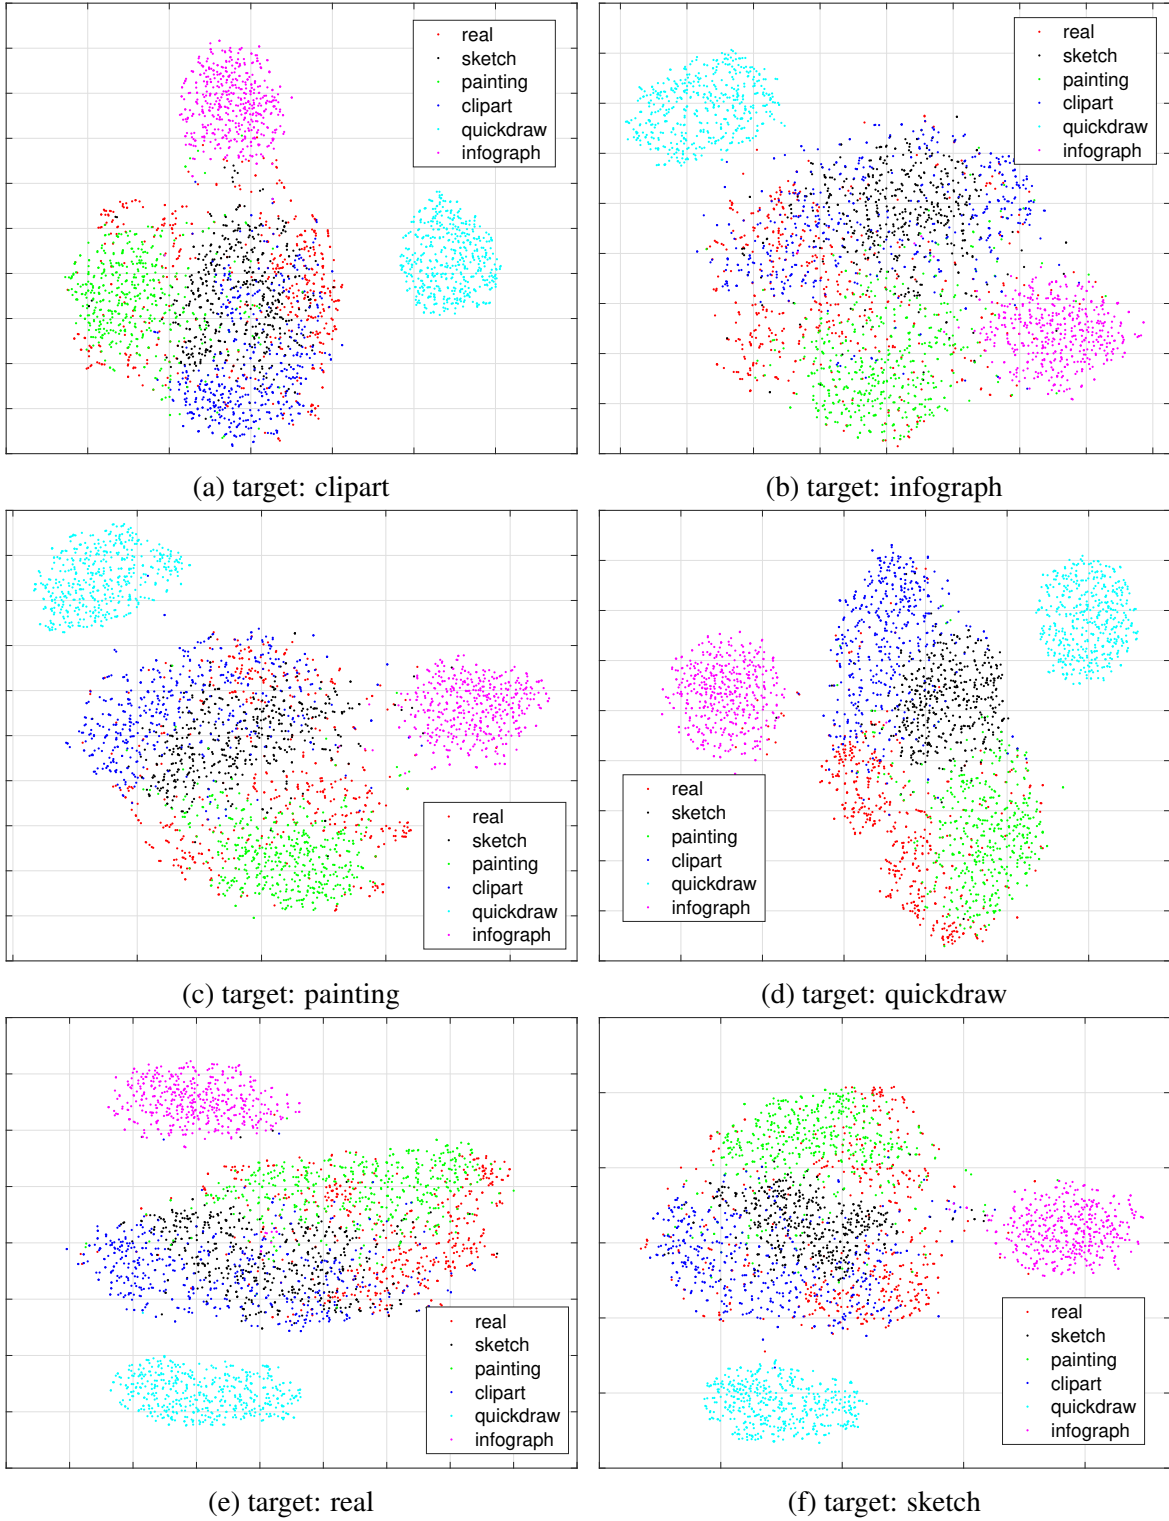 real
sketch
painting
clipart
quickdraw
infograph
(a) target: clipart
real
sketch
painting
clipart
quickdraw
infograph
(b) target: infograph
real
sketch
painting
clipart
quickdraw
infograph
(c) target: painting
real
sketch
painting
clipart
quickdraw
infograph
(d) target: quickdraw
real
sketch
painting
clipart
quickdraw
infograph
(e) target: real
real
sketch
painting
clipart
quickdraw
infograph
(f) target: sketch